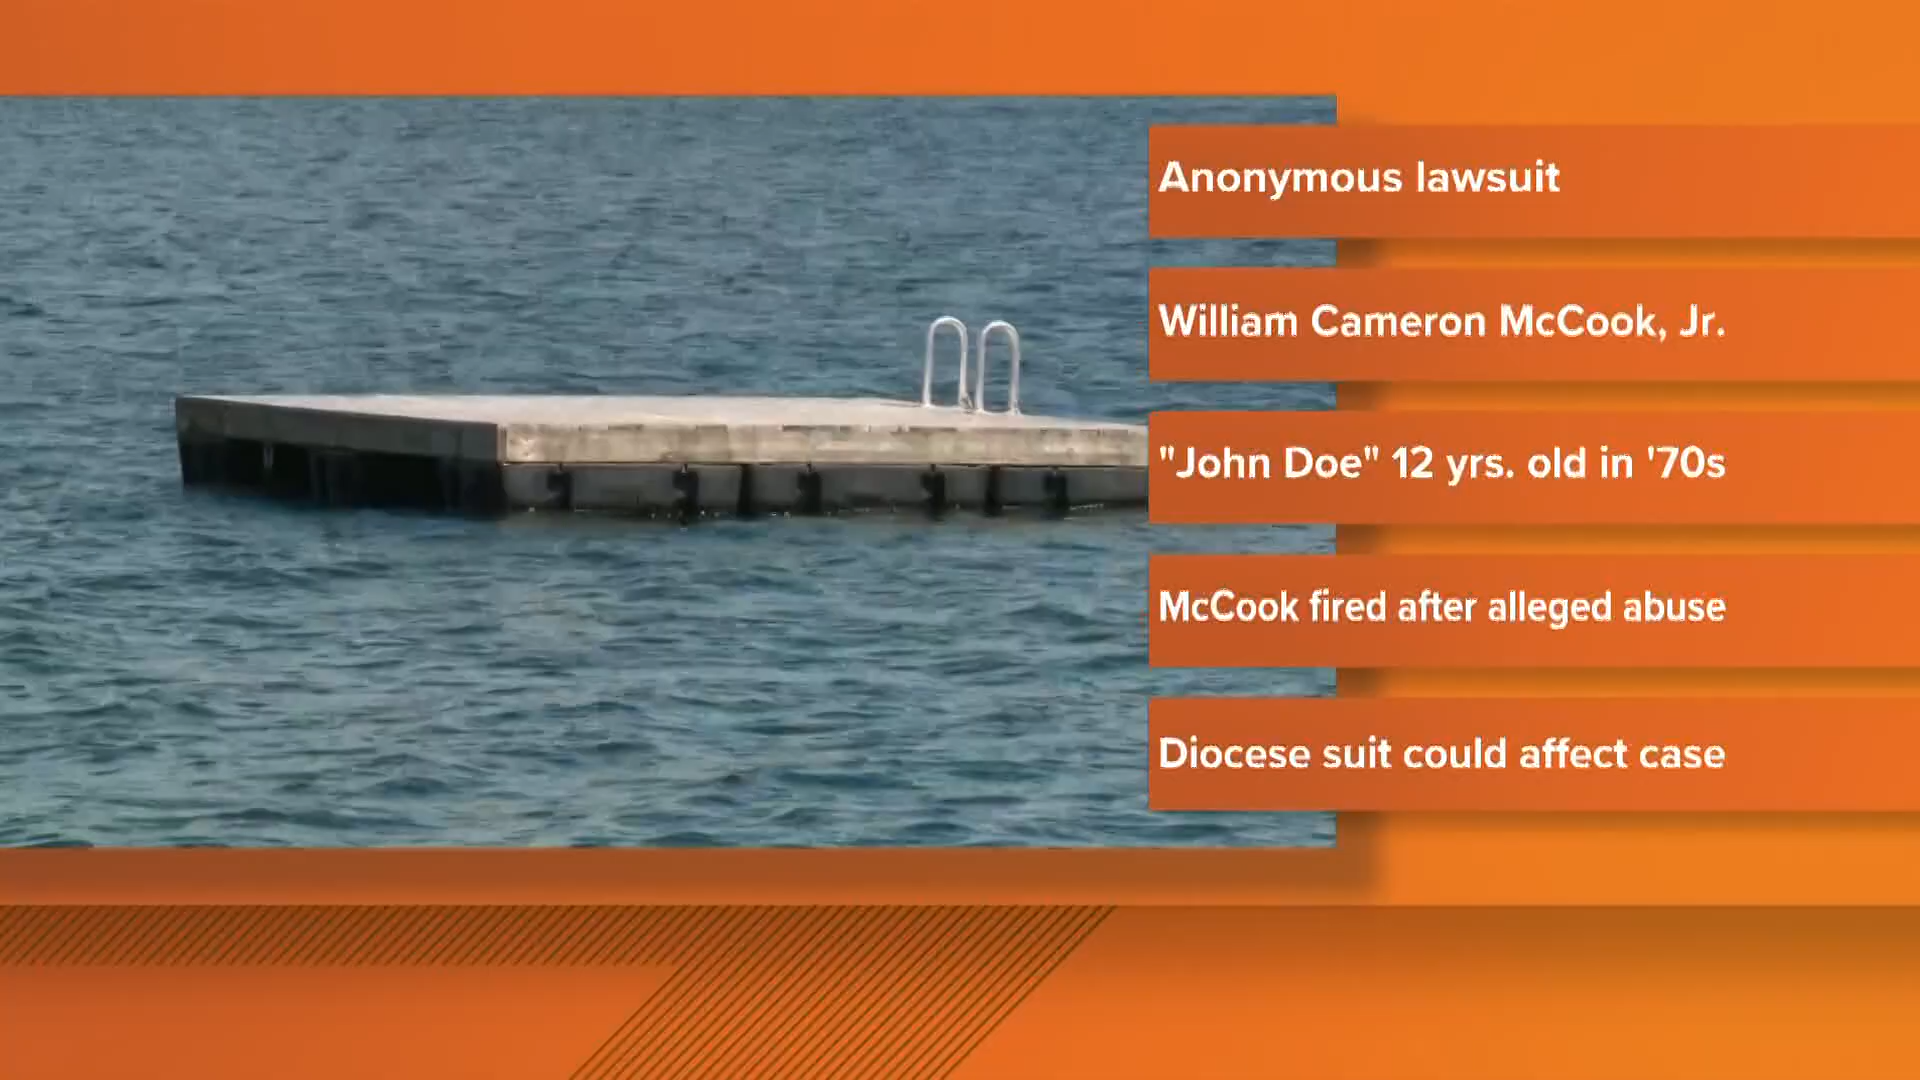 Anonymous lawsuit
William Cameron McCook, Jr.
"John Doe" 12 yrs. old in '70s
McCook fired after alleged abuse
Diocese suit could affect case